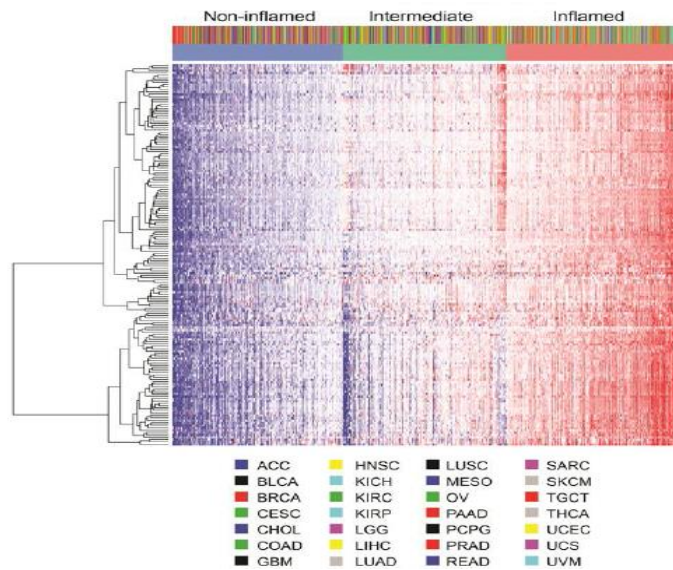 Non-inflamed Intermediate Inflamed
ACC HNSC LUSC SARC
BLCA KICH MESO SKCM
BRCA KIRC OV TGCT
CESC KIRP PAAD THCA
CHOL LGG PCPG UCEC
COAD LIHC PRAD UCS
GBM LUAD READ UVM